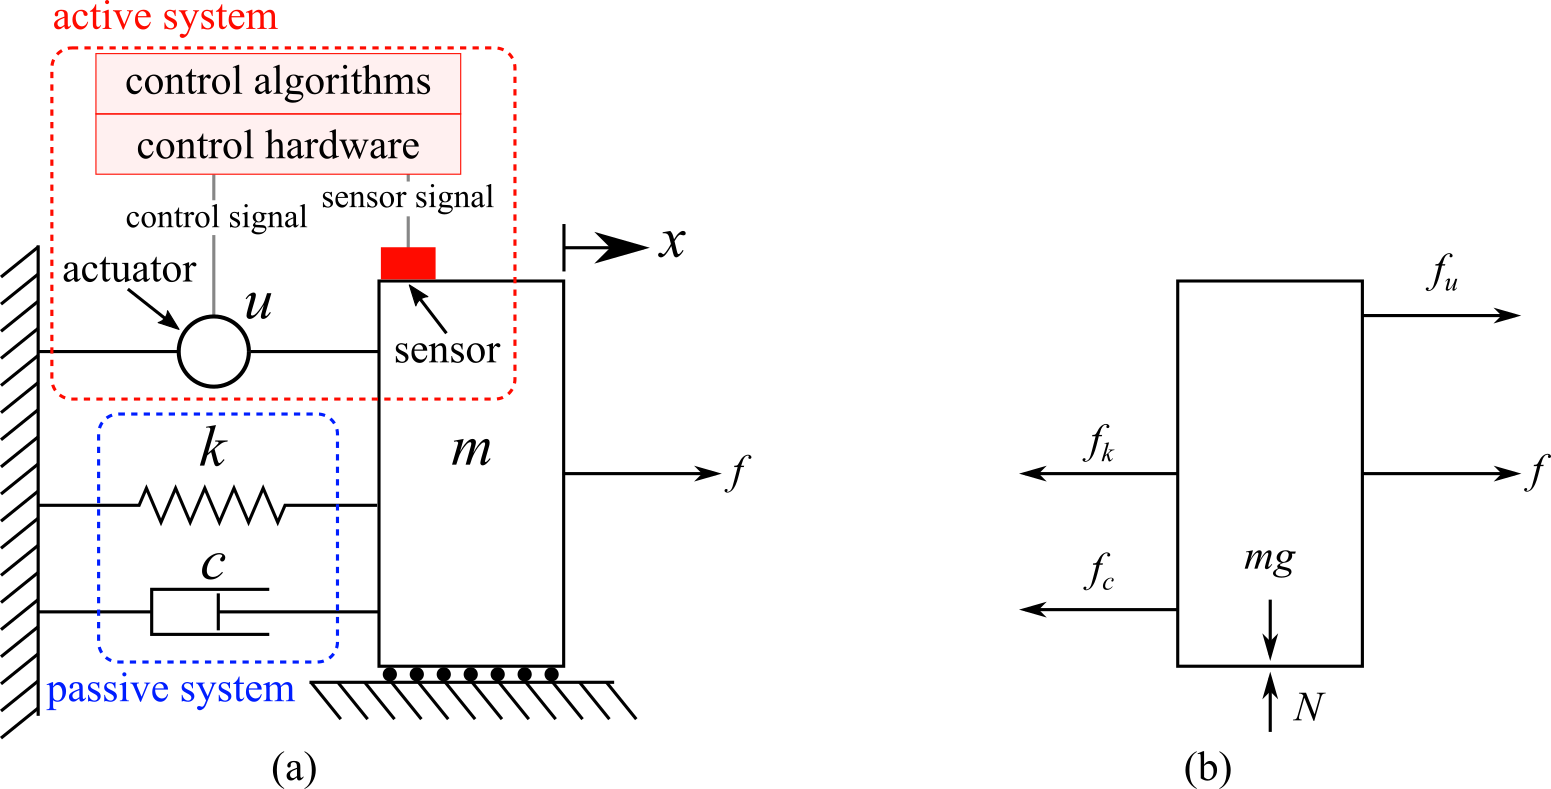 active system
control algorithms
control hardware
sensor signal
control signal
x
actuator
u
sensor
k
m
f
c
passive system
(a)
f_u
f_k
f
f_c
mg
N
(b)